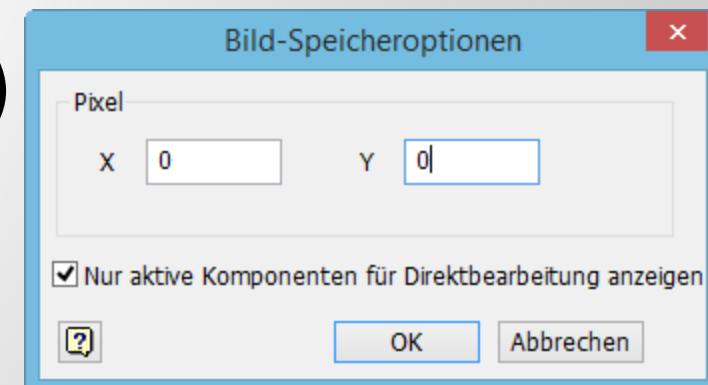 Bild-Speicheroptionen
Pixel
X 0 Y 0
Nur aktive Komponenten für Direktbearbeitung anzeigen
? OK Abbrechen